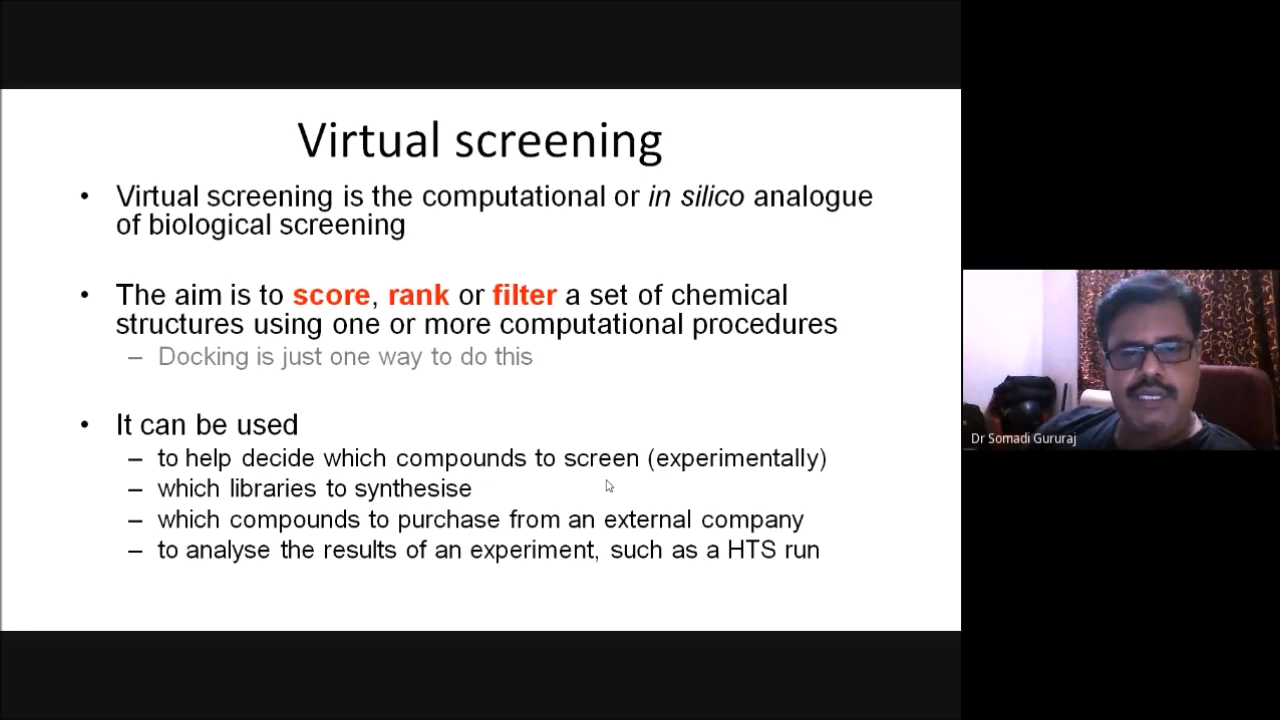 Virtual screening
• Virtual screening is the computational or in silico analogue
of biological screening
• The aim is to score, rank or filter a set of chemical
structures using one or more computational procedures
– Docking is just one way to do this
• It can be used
– to help decide which compounds to screen (experimentally)
– which libraries to synthesise
– which compounds to purchase from an external company
– to analyse the results of an experiment, such as a HTS run
Dr Somadi Gururaj